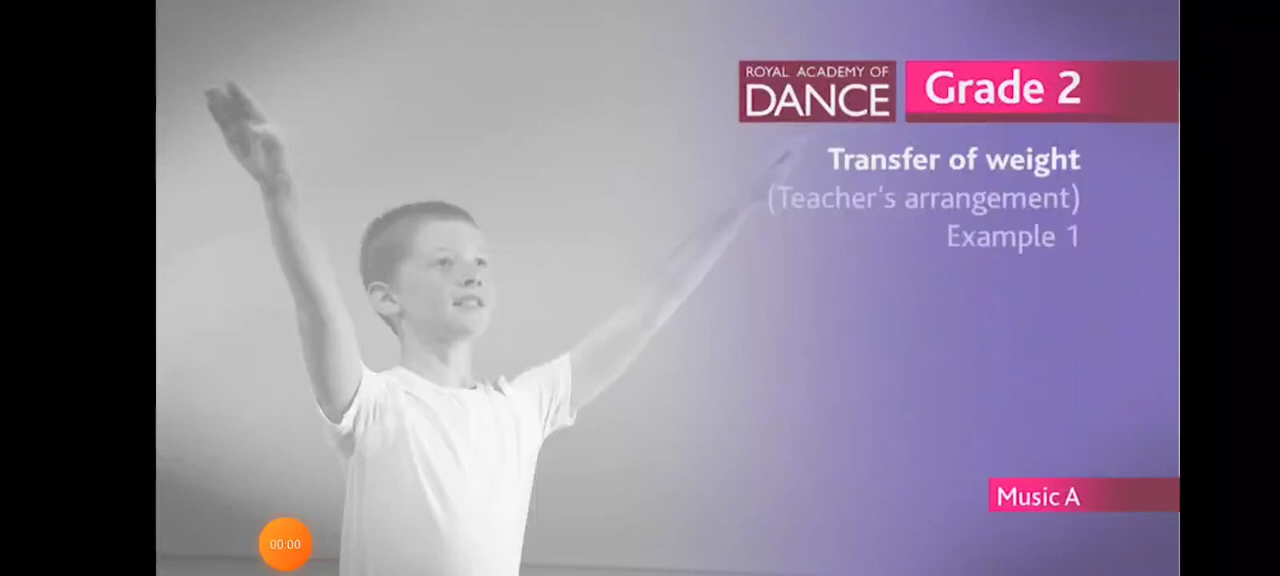 ROYAL ACADEMY OF
DANCE
Grade 2
Transfer of weight
(Teacher's arrangement)
Example 1
Music A
00:00